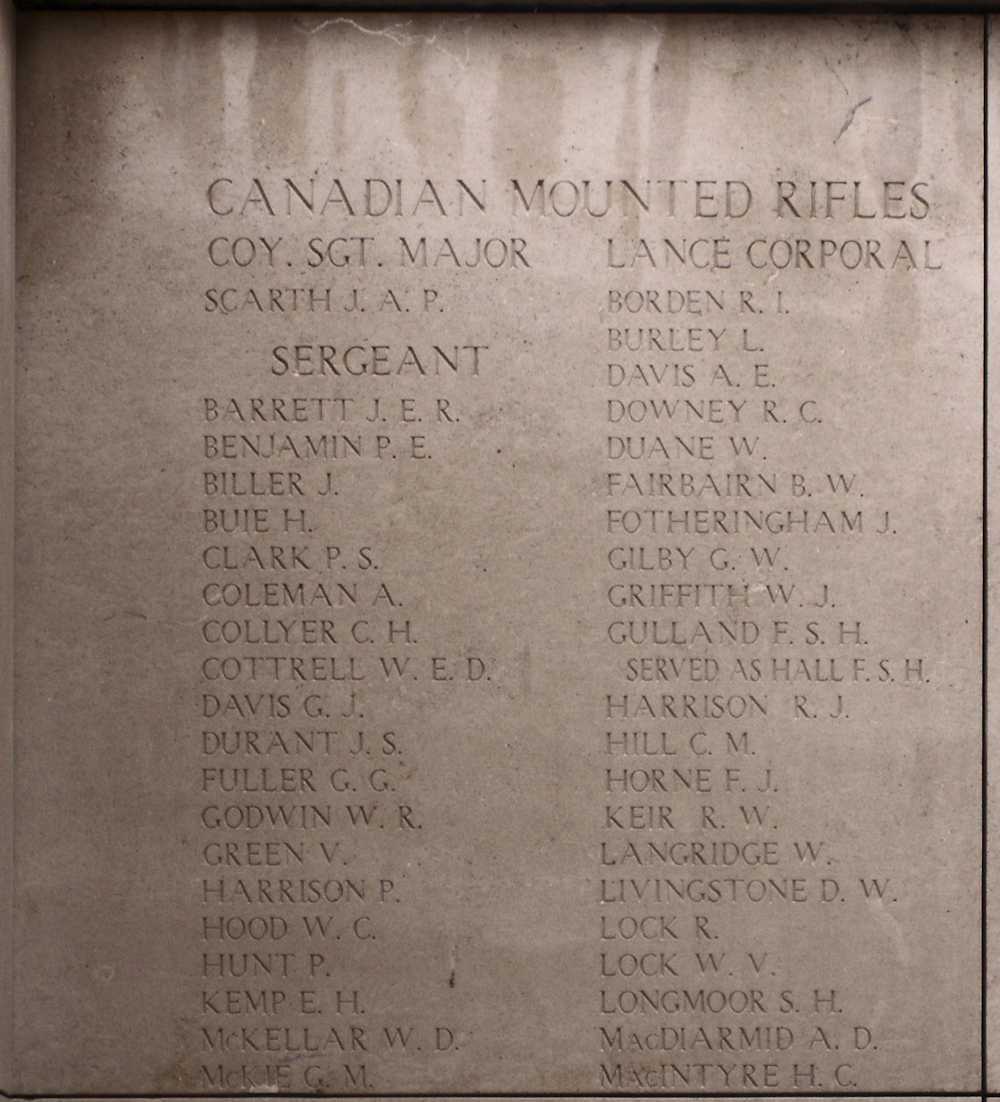 CANADIAN MOUNTED RIFLES
COY. SGT. MAJOR
SCARTH J. A. P.
SERGEANT
BARRETT J. E. R.
BENJAMIN P. E.
BILLER J.
BUIE H.
CLARK P. S.
COLEMAN A.
COLLYER C. H.
COTTRELL W. E. D.
DAVIS G. J.
DURANT J. S.
FULLER G. G.
GODWIN W. R.
GREEN V.
HARRISON P.
HOOD W. C.
HUNT P.
KEMP E. H.
McKELLAR W. D.
McKIE G. M.
LANCE CORPORAL
BORDEN R. I.
BURLEY L.
DAVIS A. E.
DOWNEY R. C.
DUANE W.
FAIRBAIRN B. W.
FOTHERINGHAM J.
GILBY G. W.
GRIFFITH W. J.
GULLAND F. S. H.
SERVED AS HALL F. S. H.
HARRISON R. J.
HILL C. M.
HORNE F. J.
KEIR R. W.
LANGRIDGE W.
LIVINGSTONE D. W.
LOCK R.
LOCK W. V.
LONGMOOR S. H.
MacDIARMID A. D.
MacINTYRE H. C.